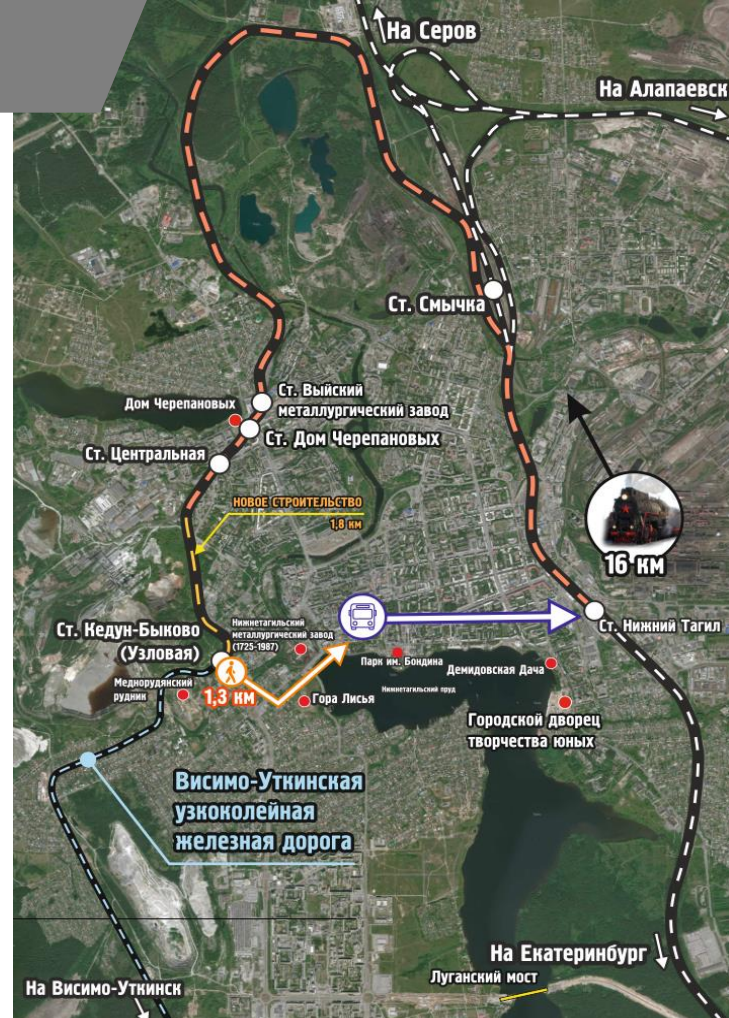 На Серов
На Алапаевск
Ст. Смычка
Дом Черепановых
Ст. Выйский
металлургический завод
Ст. Дом Черепановых
Ст. Центральная
НОВОЕ СТРОИТЕЛЬСТВО
1,8 км
16 км
Ст. Кедун-Быково
(Узловая)
Нижнетагильский
металлургический завод
(1725-1987)
Ст. Нижний Тагил
Парк им. Бондина
Демидовская Дача
Меднорудянский
рудник
1,3 км
Гора Лисья
Нижнетагильский пруд
Городской дворец
творчества юных
Висимо-Уткинская
узкоколейная
железная дорога
На Екатеринбург
Луганский мост
На Висимо-Уткинск